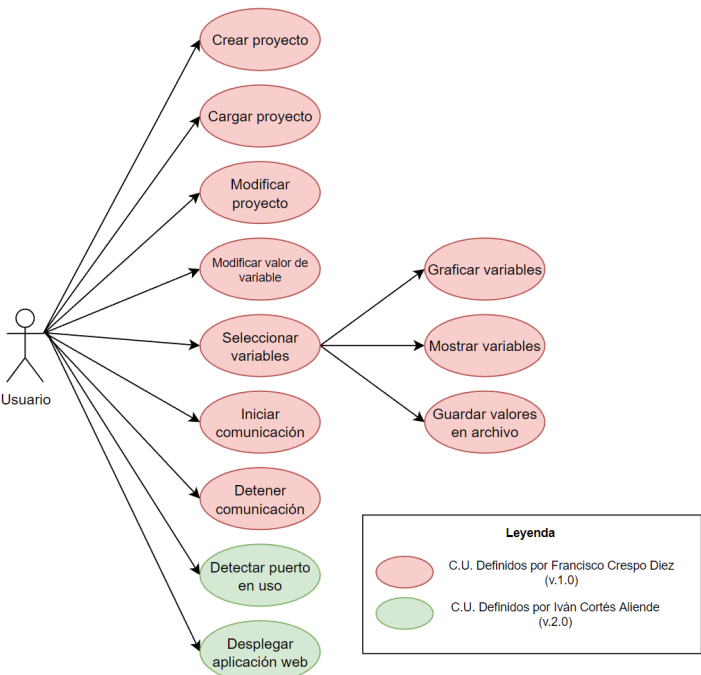 Crear proyecto
Cargar proyecto
Modificar
proyecto
Modificar valor de
variable
Graficar variables
Usuario
Seleccionar
variables
Mostrar variables
Iniciar
comunicación
Guardar valores
en archivo
Detener
comunicación
Detectar puerto
en uso
Desplegar
aplicación web
Leyenda
C.U. Definidos por Francisco Crespo Diez
(v.1.0)
C.U. Definidos por Iván Cortés Aliende
(v.2.0)